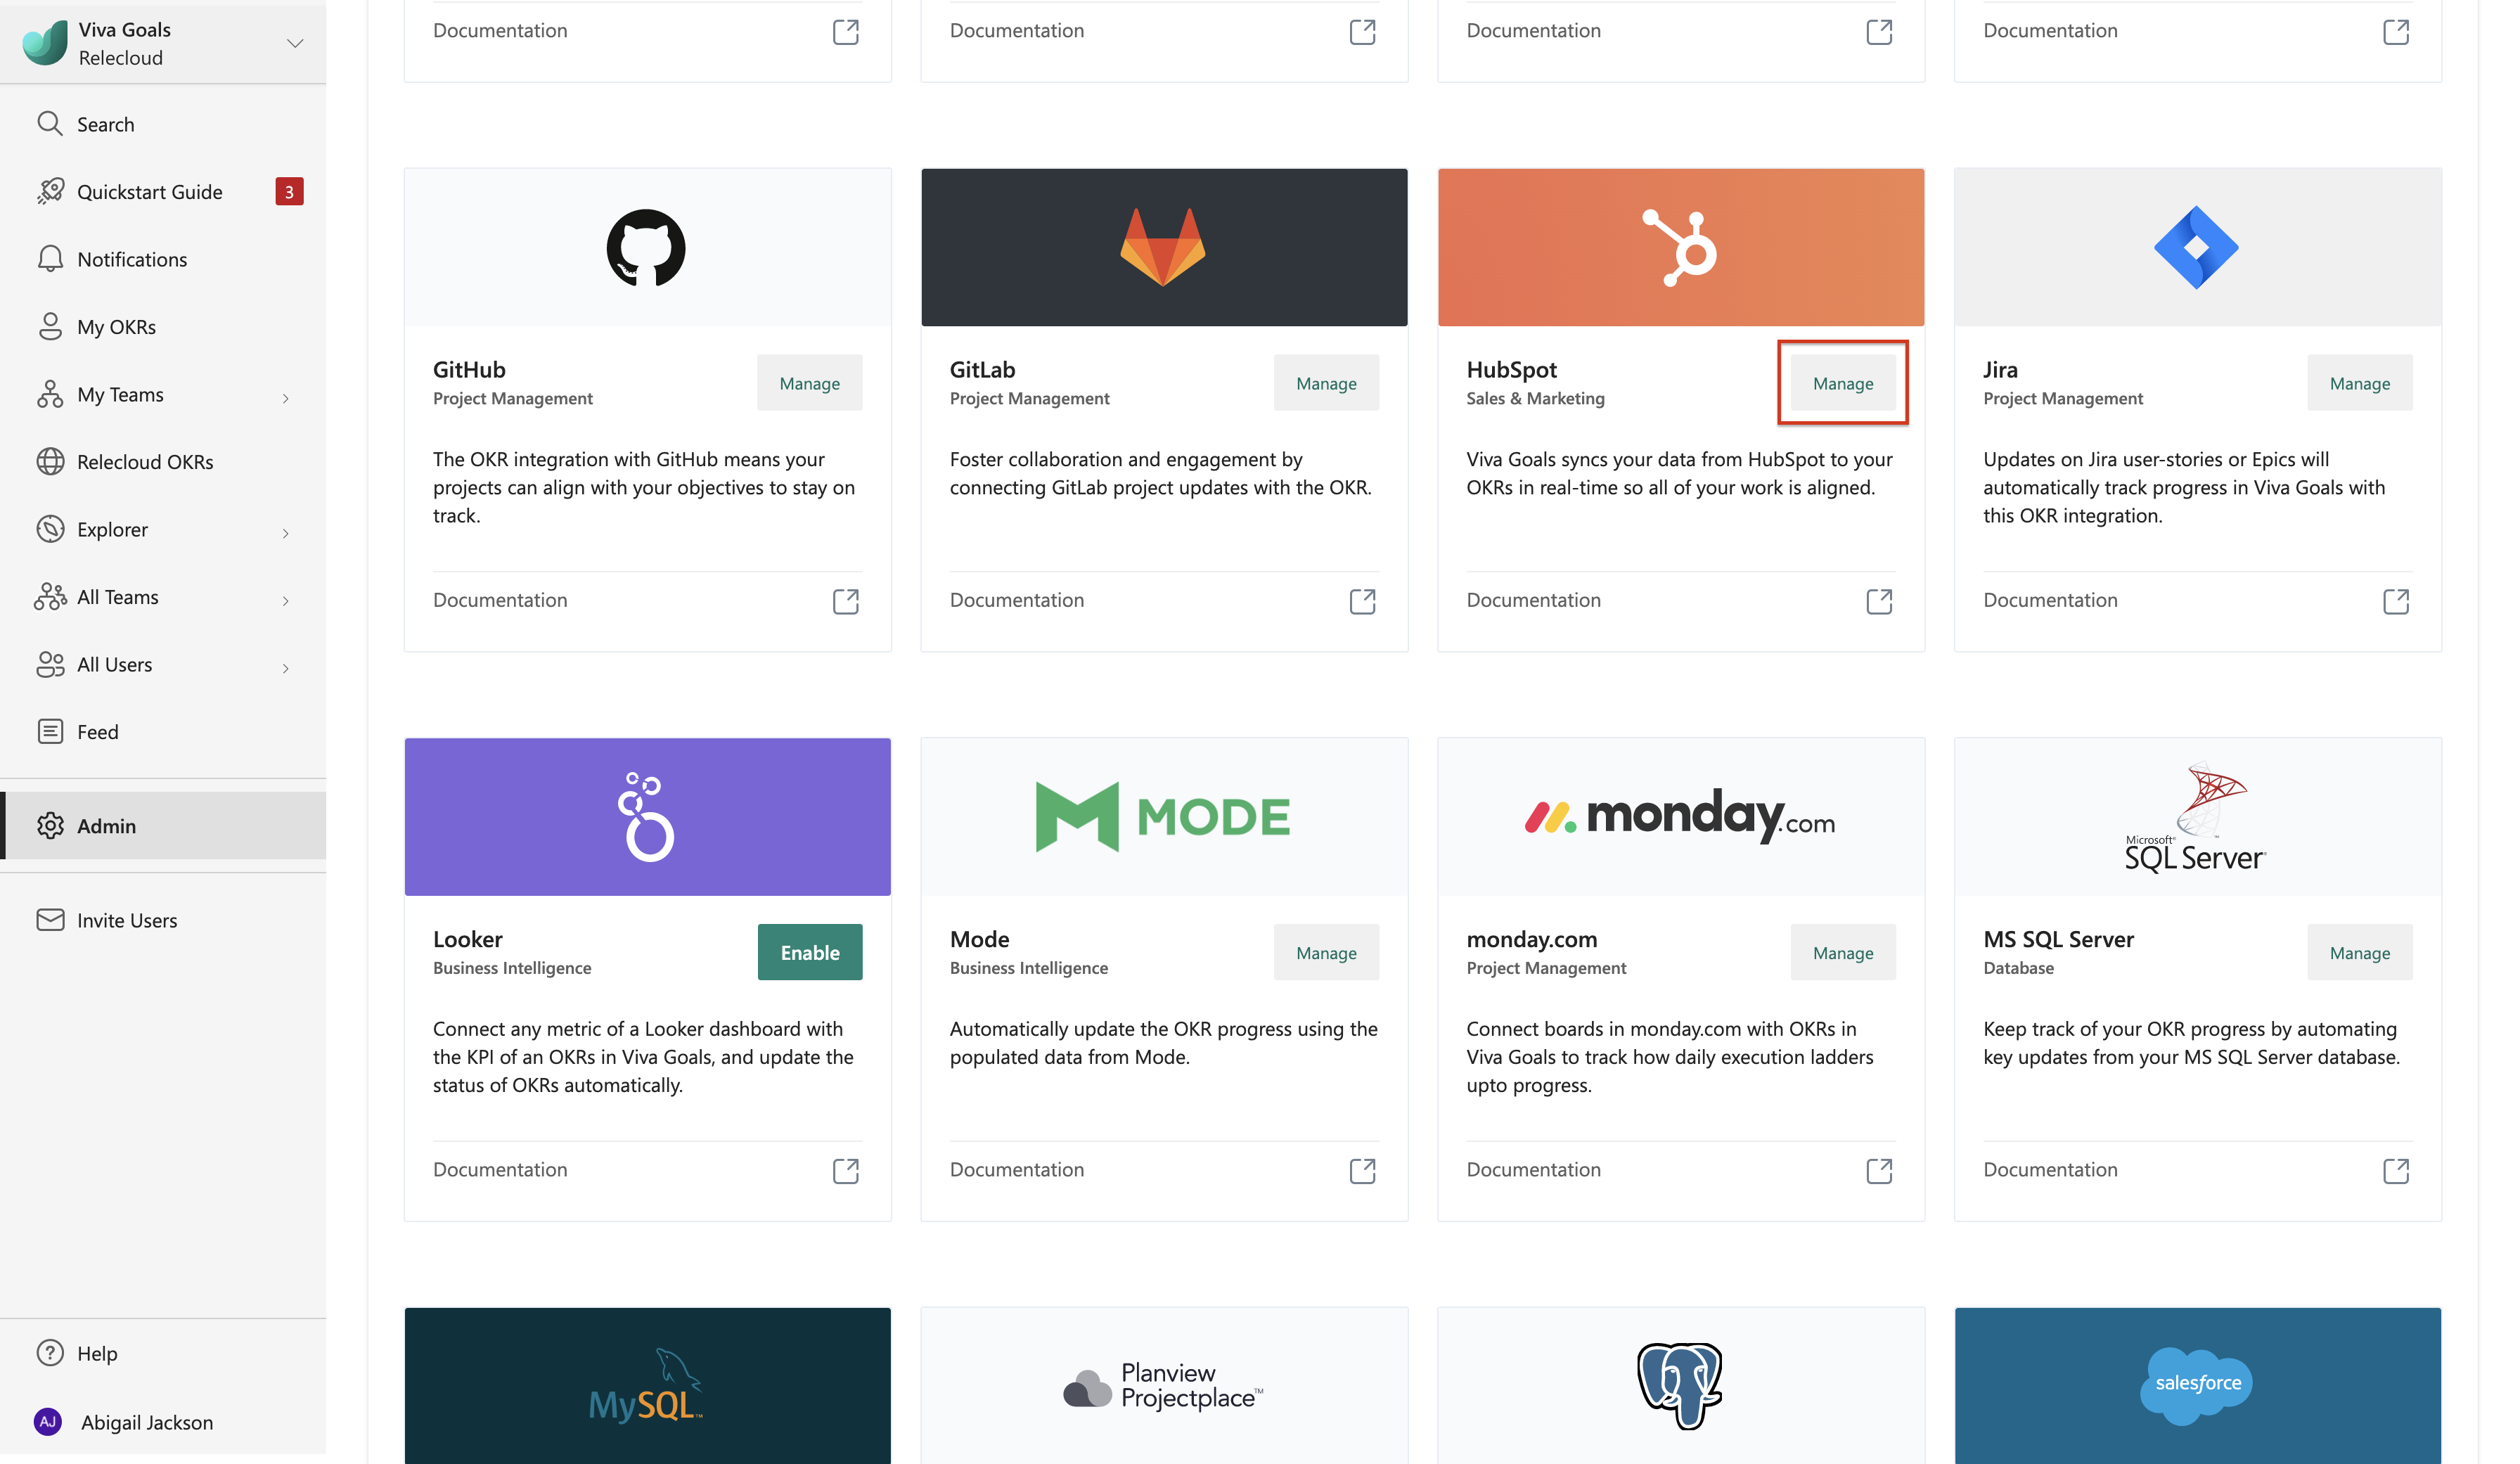 Viva Goals
Relecloud
Search
Quickstart Guide
3
Notifications
My OKRs
My Teams
Relecloud OKRs
Explorer
All Teams
All Users
Feed
Admin
Invite Users
Help
AJ
Abigail Jackson
Documentation
Documentation
Documentation
Documentation
GitHub
Project Management
Manage
The OKR integration with GitHub means your
projects can align with your objectives to stay on
track.
Documentation
GitLab
Project Management
Manage
Foster collaboration and engagement by
connecting GitLab project updates with the OKR.
Documentation
HubSpot
Sales & Marketing
Manage
Viva Goals syncs your data from HubSpot to your
OKRs in real-time so all of your work is aligned.
Documentation
Jira
Project Management
Manage
Updates on Jira user-stories or Epics will
automatically track progress in Viva Goals with
this OKR integration.
Documentation
Looker
Business Intelligence
Enable
Connect any metric of a Looker dashboard with
the KPI of an OKRs in Viva Goals, and update the
status of OKRs automatically.
Documentation
MODE
Mode
Business Intelligence
Manage
Automatically update the OKR progress using the
populated data from Mode.
Documentation
monday.com
monday.com
Project Management
Manage
Connect boards in monday.com with OKRs in
Viva Goals to track how daily execution ladders
upto progress.
Documentation
Microsoft®
SQL Server®
MS SQL Server
Database
Manage
Keep track of your OKR progress by automating
key updates from your MS SQL Server database.
Documentation
MySQL™
Planview
Projectplace™
salesforce